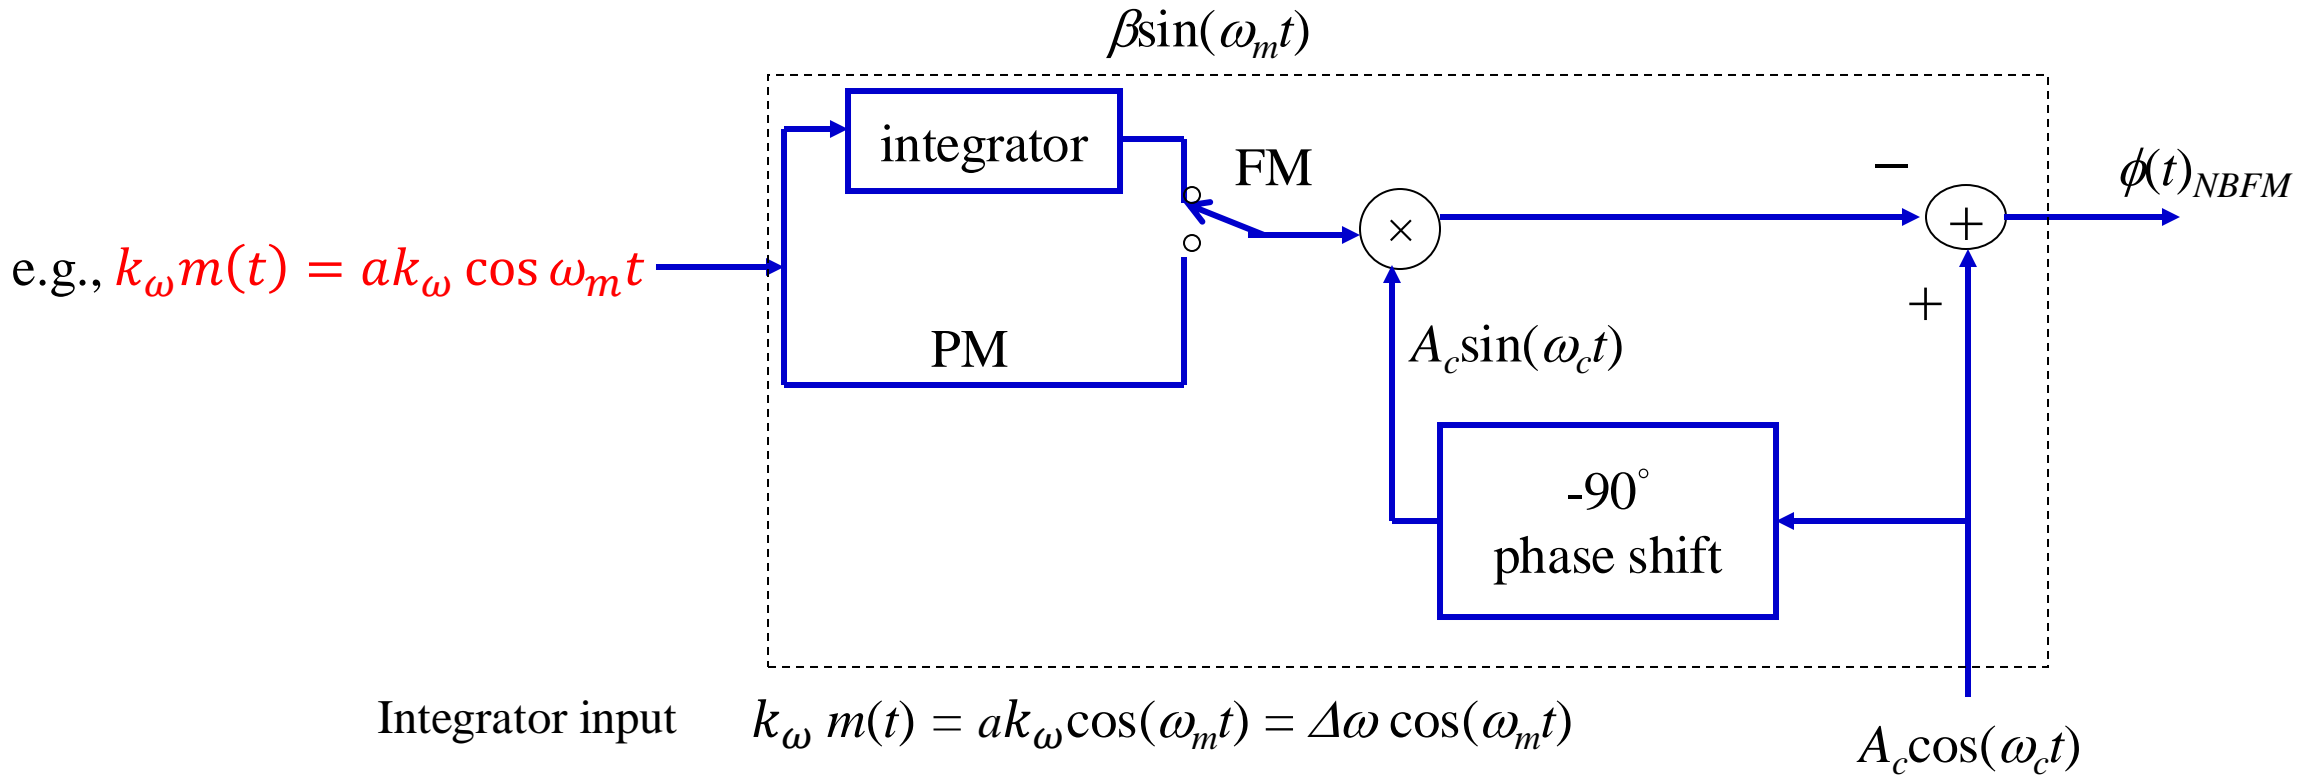 βsin(ω_m t)
integrator
FM
−
ϕ(t)_NBFM
×
+
e.g., k_ω m(t) = ak_ω cos ω_m t
+
PM
A_c sin(ω_c t)
-90°
phase shift
Integrator input k_ω m(t) = ak_ω cos(ω_m t) = Δω cos(ω_m t)
A_c cos(ω_c t)